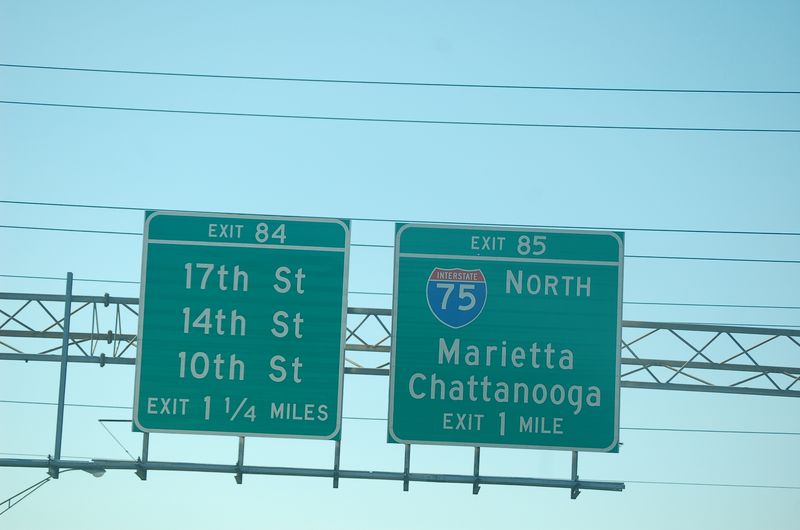 EXIT 84
17th St
14th St
10th St
EXIT 1 1/4 MILES
EXIT 85
INTERSTATE
75
NORTH
Marietta
Chattanooga
EXIT 1 MILE